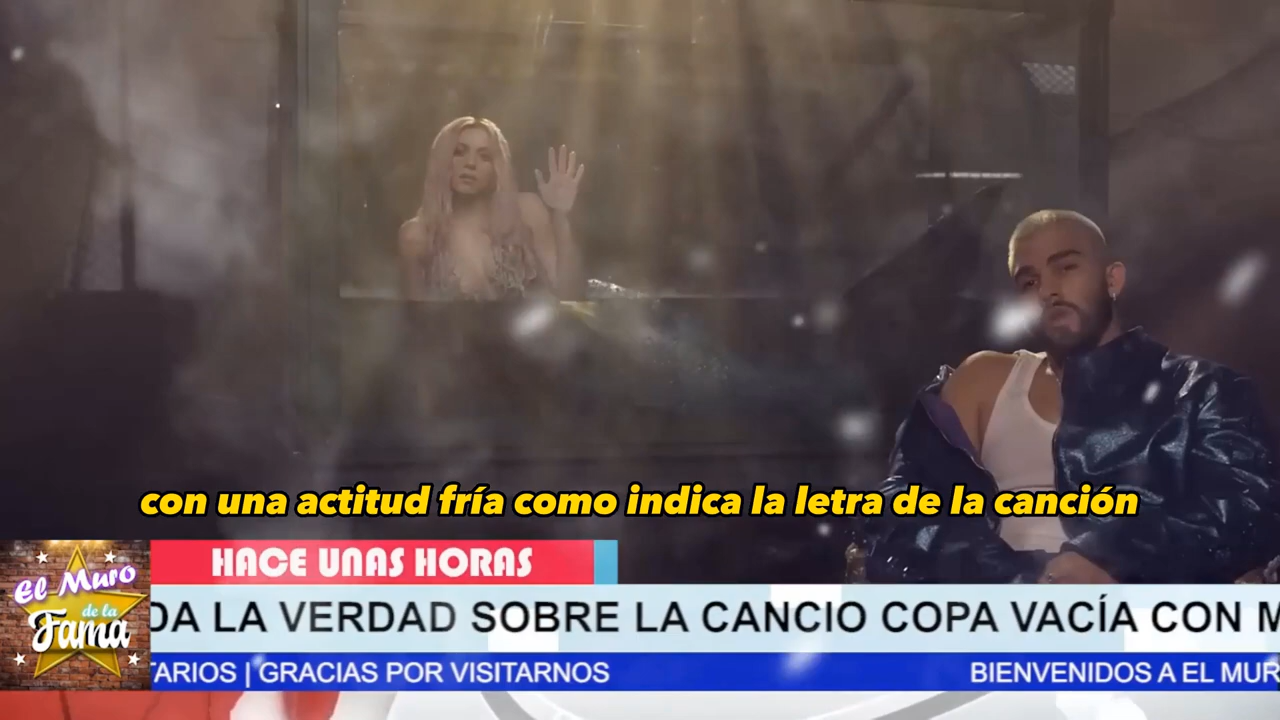 con una actitud fría como indica la letra de la canción
HACE UNAS HORAS
El Muro
de la
Fama
DA LA VERDAD SOBRE LA CANCIO COPA VACÍA CON M
TARIOS | GRACIAS POR VISITARNOS
BIENVENIDOS A EL MUR